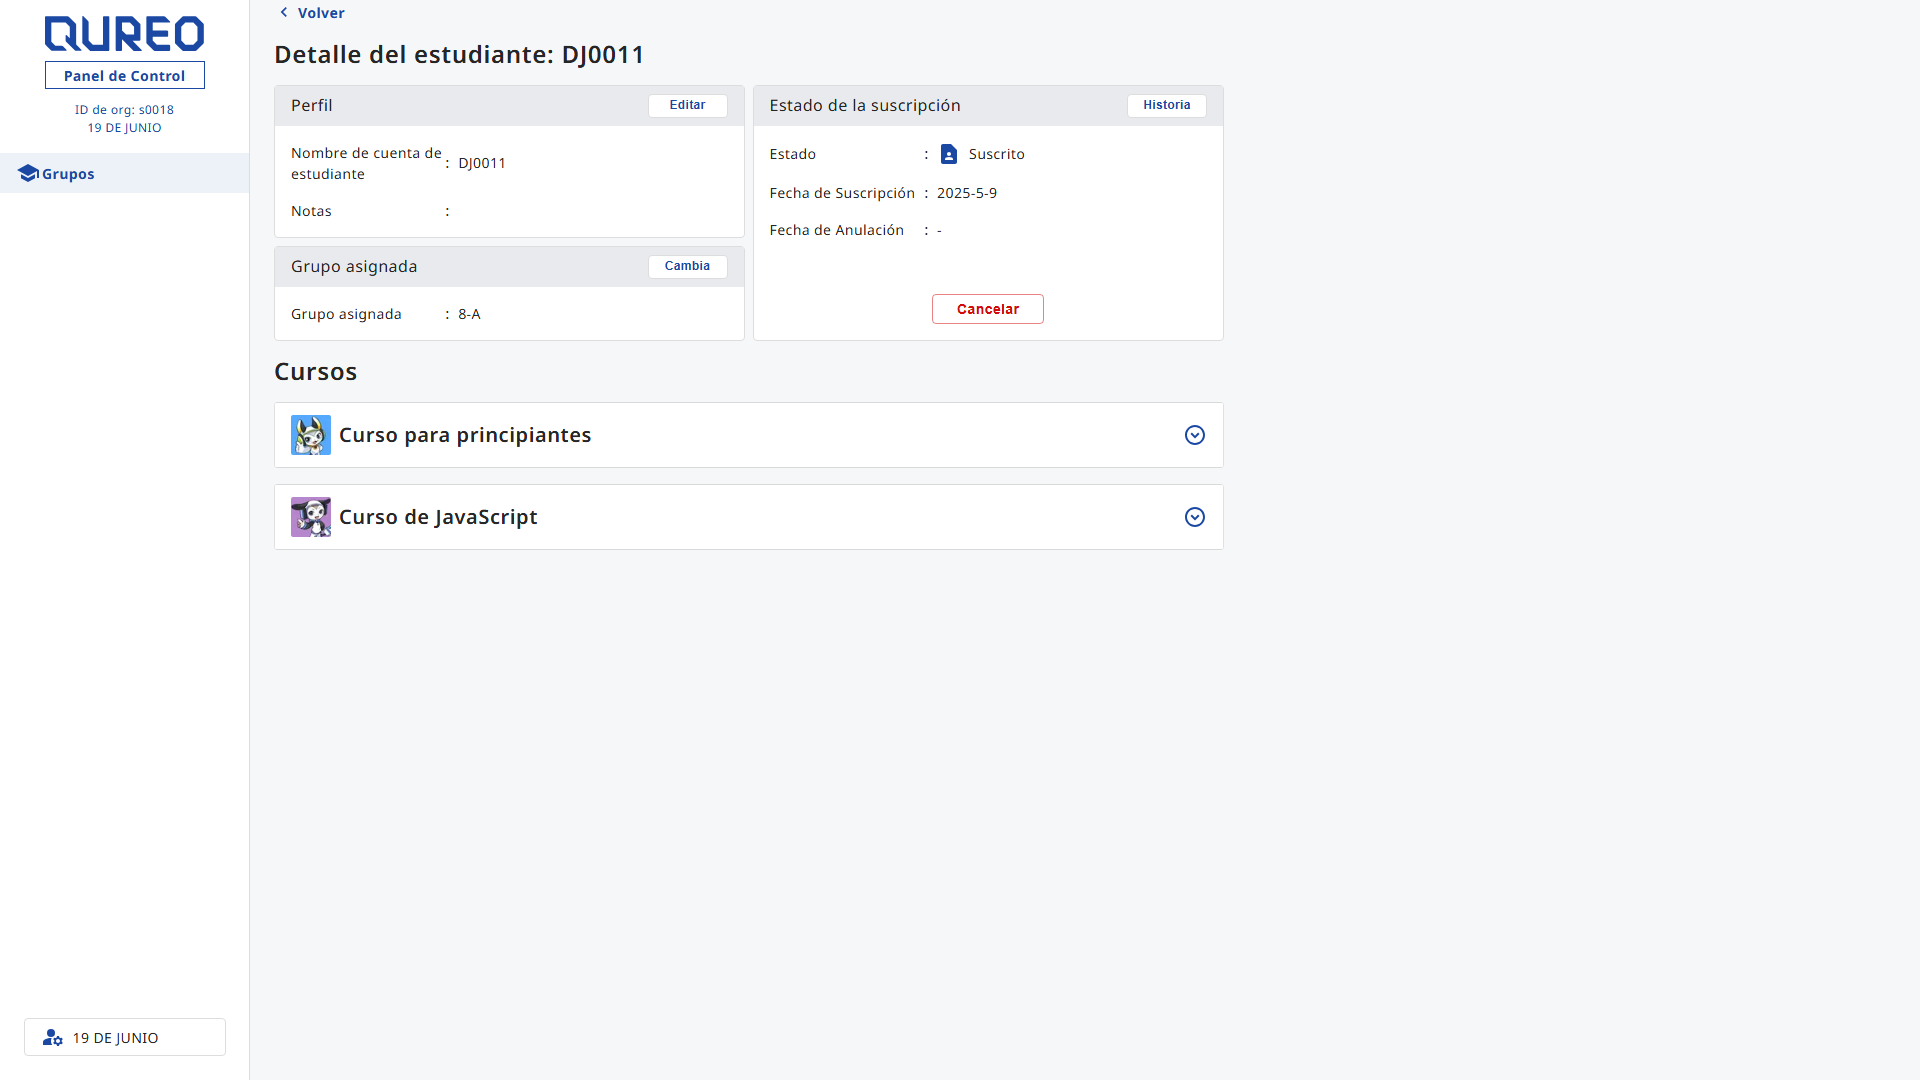 QUREO
Panel de Control
ID de org: s0018
19 DE JUNIO
Grupos
19 DE JUNIO
Volver
Detalle del estudiante: DJ0011
Perfil
Editar
Nombre de cuenta de
estudiante
: DJ0011
Notas :
Grupo asignada
Cambia
Grupo asignada : 8-A
Estado de la suscripción
Historia
Estado : Suscrito
Fecha de Suscripción : 2025-5-9
Fecha de Anulación : -
Cancelar
Cursos
Curso para principiantes
Curso de JavaScript